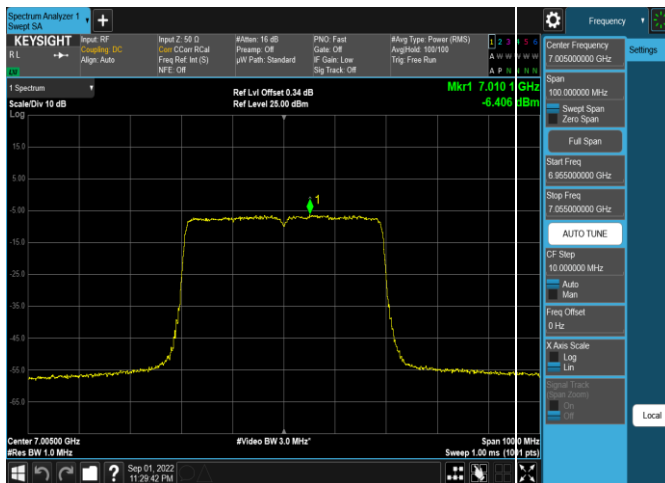 Spectrum Analyzer 1
Swept SA
Frequency
KEYSIGHT
R L
Input: RF
Coupling: DC
Align: Auto
Input Z: 50 Ω
Corr CCorr RCal
Freq Ref: Int (S)
NFE: Off
#Atten: 16 dB
Preamp: Off
µW Path: Standard
PNO: Fast
Gate: Off
IF Gain: Low
Sig Track: Off
#Avg Type: Power (RMS)
Avg|Hold: 100/100
Trig: Free Run
1 2 3 4 5 6
A W W W W W
A P N N N N
1 Spectrum
Scale/Div 10 dB
Log
Ref Lvl Offset 0.34 dB
Ref Level 25.00 dBm
Mkr1 7.010 1 GHz
-6.406 dBm
15.0
5.00
-5.00
-15.0
-25.0
-35.0
-45.0
-55.0
-65.0
1
Center 7.00500 GHz
#Res BW 1.0 MHz
#Video BW 3.0 MHz*
Span 100.0 MHz
Sweep 1.00 ms (1001 pts)
Sep 01, 2022
11:29:42 PM
Center Frequency
7.005000000 GHz
Span
100.000000 MHz
Swept Span
Zero Span
Full Span
Start Freq
6.955000000 GHz
Stop Freq
7.055000000 GHz
AUTO TUNE
CF Step
10.000000 MHz
Auto
Man
Freq Offset
0 Hz
X Axis Scale
Log
Lin
Signal Track
(Span Zoom)
On
Off
Settings
Local